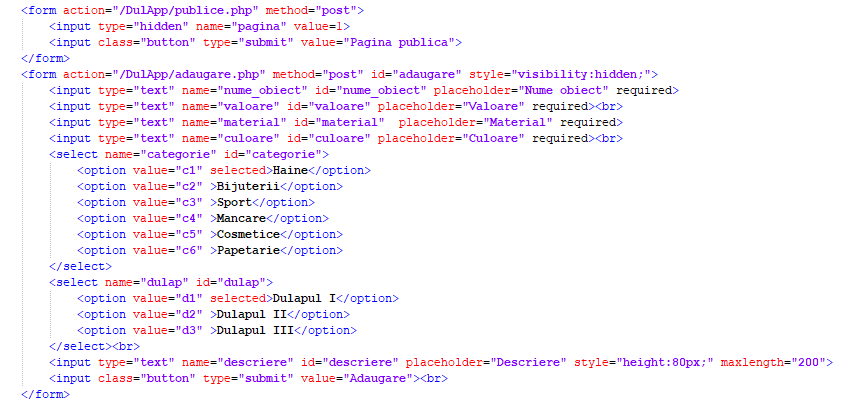 <form action="/DulApp/publice.php" method="post">
<input type="hidden" name="pagina" value=1>
<input class="button" type="submit" value="Pagina publica">
</form>
<form action="/DulApp/adaugare.php" method="post" id="adaugare" style="visibility:hidden;">
<input type="text" name="nume_obiect" id="nume_obiect" placeholder="Nume obiect" required>
<input type="text" name="valoare" id="valoare" placeholder="Valoare" required><br>
<input type="text" name="material" id="material"  placeholder="Material" required>
<input type="text" name="culoare" id="culoare" placeholder="Culoare" required><br>
<select name="categorie" id="categorie">
<option value="c1" selected>Haine</option>
<option value="c2" >Bijuterii</option>
<option value="c3" >Sport</option>
<option value="c4" >Mancare</option>
<option value="c5" >Cosmetice</option>
<option value="c6" >Papetarie</option>
</select>
<select name="dulap" id="dulap">
<option value="d1" selected>Dulapul I</option>
<option value="d2" >Dulapul II</option>
<option value="d3" >Dulapul III</option>
</select><br>
<input type="text" name="descriere" id="descriere" placeholder="Descriere" style="height:80px;" maxlength="200">
<input class="button" type="submit" value="Adaugare"><br>
</form>